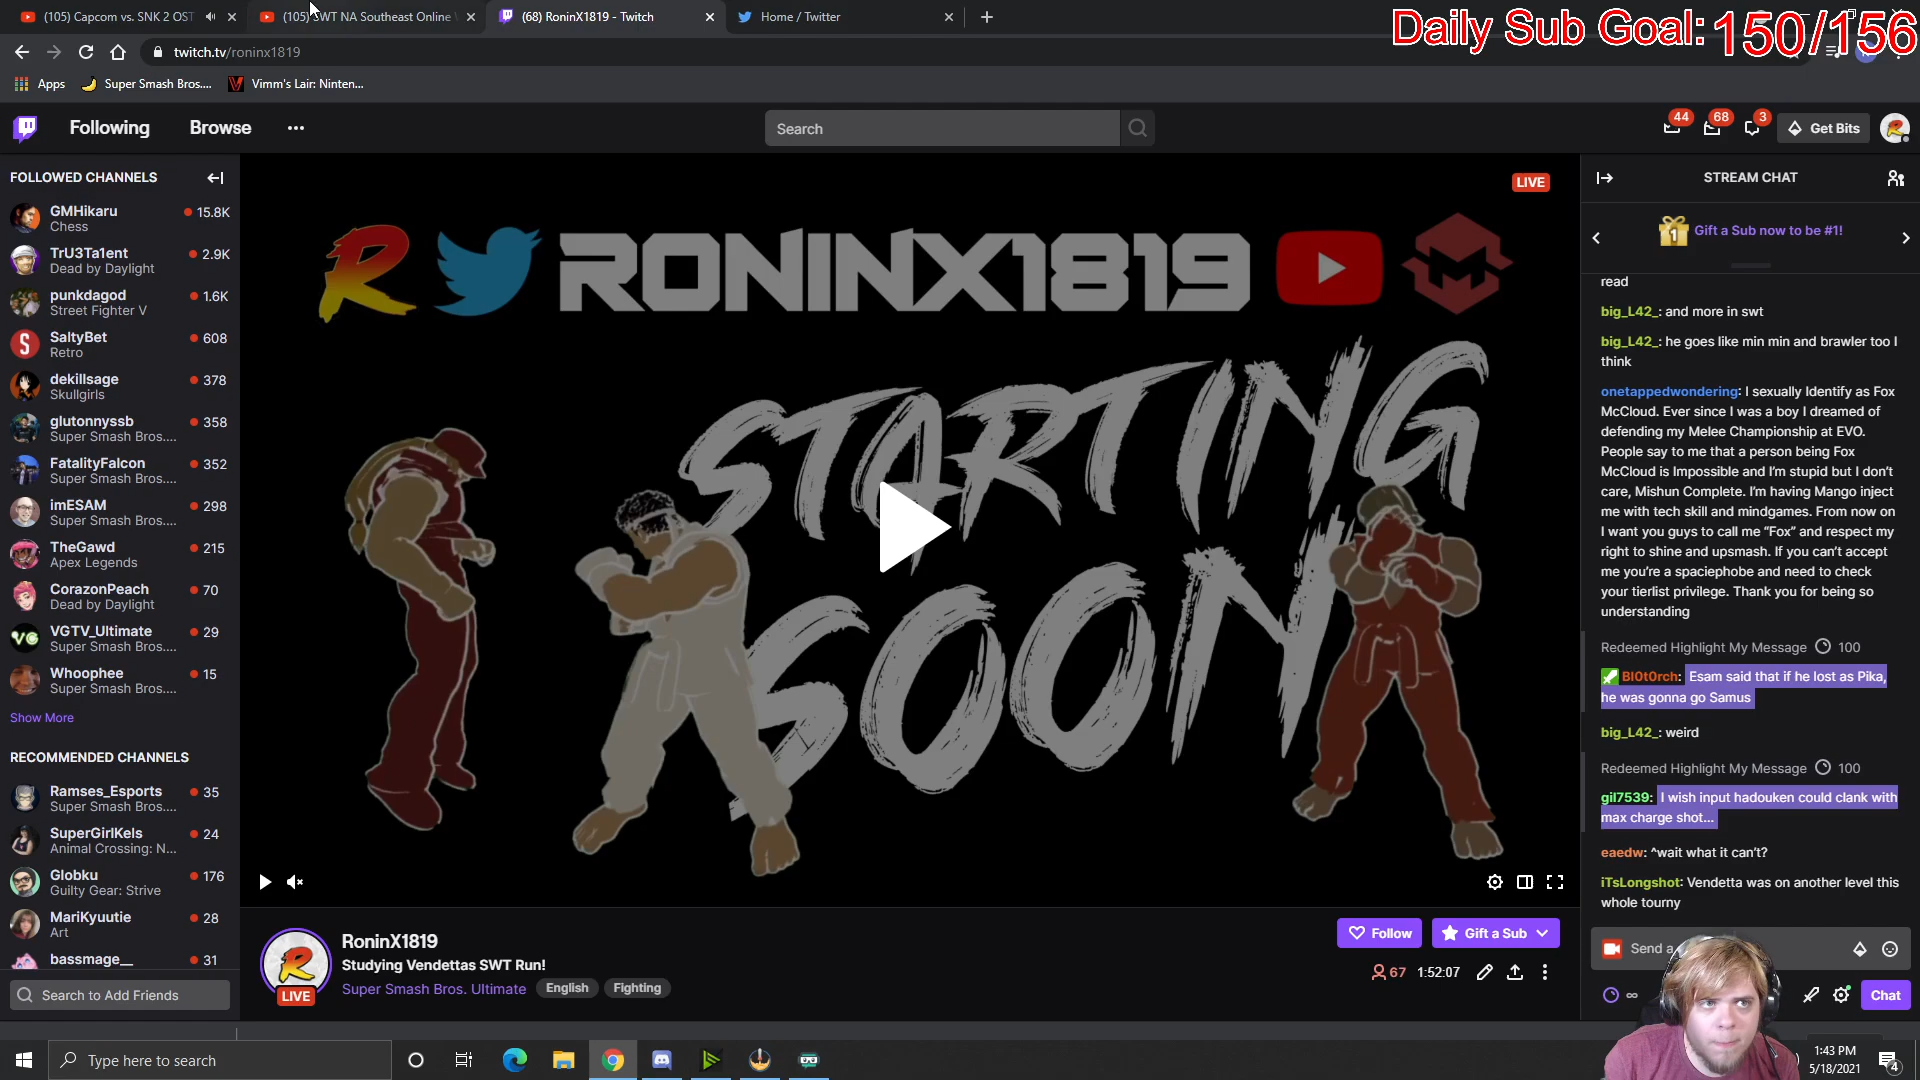 (105) Capcom vs. SNK 2 OST
(105) SWT NA Southeast Online
(68) RoninX1819 - Twitch
Home / Twitter
Daily Sub Goal: 150/156
twitch.tv/roninx1819
Apps
Super Smash Bros....
Vimm's Lair: Ninten...
Following
Browse
Search
44
68
3
Get Bits
FOLLOWED CHANNELS
GMHikaru 15.8K
Chess
TrU3Ta1ent 2.9K
Dead by Daylight
punkdagod 1.6K
Street Fighter V
SaltyBet 608
Retro
dekillsage 378
Skullgirls
glutonnyssb 358
Super Smash Bros....
FatalityFalcon 352
Super Smash Bros....
imESAM 298
Super Smash Bros....
TheGawd 215
Apex Legends
CorazonPeach 70
Dead by Daylight
VGTV_Ultimate 29
Super Smash Bros....
Whoophee 15
Super Smash Bros....
Show More
RECOMMENDED CHANNELS
Ramses_Esports 35
Super Smash Bros....
SuperGirlKels 24
Animal Crossing: N...
Globku 176
Guilty Gear: Strive
MariKyuutie 28
Art
bassmage__ 31
Search to Add Friends
LIVE
R RONINX1819
STARTING
SOON
RoninX1819
Studying Vendettas SWT Run!
Super Smash Bros. Ultimate
English
Fighting
LIVE
Follow
Gift a Sub
67
1:52:07
STREAM CHAT
1
Gift a Sub now to be #1!
read
big_L42_: and more in swt
big_L42_: he goes like min min and brawler too I
think
onetappedwondering: I sexually Identify as Fox
McCloud. Ever since I was a boy I dreamed of
defending my Melee Championship at EVO.
People say to me that a person being Fox
McCloud is Impossible and I'm stupid but I don't
care, Mishun Complete. I'm having Mango inject
me with tech skill and mindgames. From now on
I want you guys to call me “Fox” and respect my
right to shine and upsmash. If you can't accept
me you're a spaciephobe and need to check
your tierlist privilege. Thank you for being so
understanding
Redeemed Highlight My Message 100
Bl0t0rch: Esam said that if he lost as Pika,
he was gonna go Samus
big_L42_: weird
Redeemed Highlight My Message 100
gil7539: I wish input hadouken could clank with
max charge shot...
eaedw: ^wait what it can't?
iTsLongshot: Vendetta was on another level this
whole tourny
Send a
∞
Chat
Type here to search
1:43 PM
5/18/2021
4